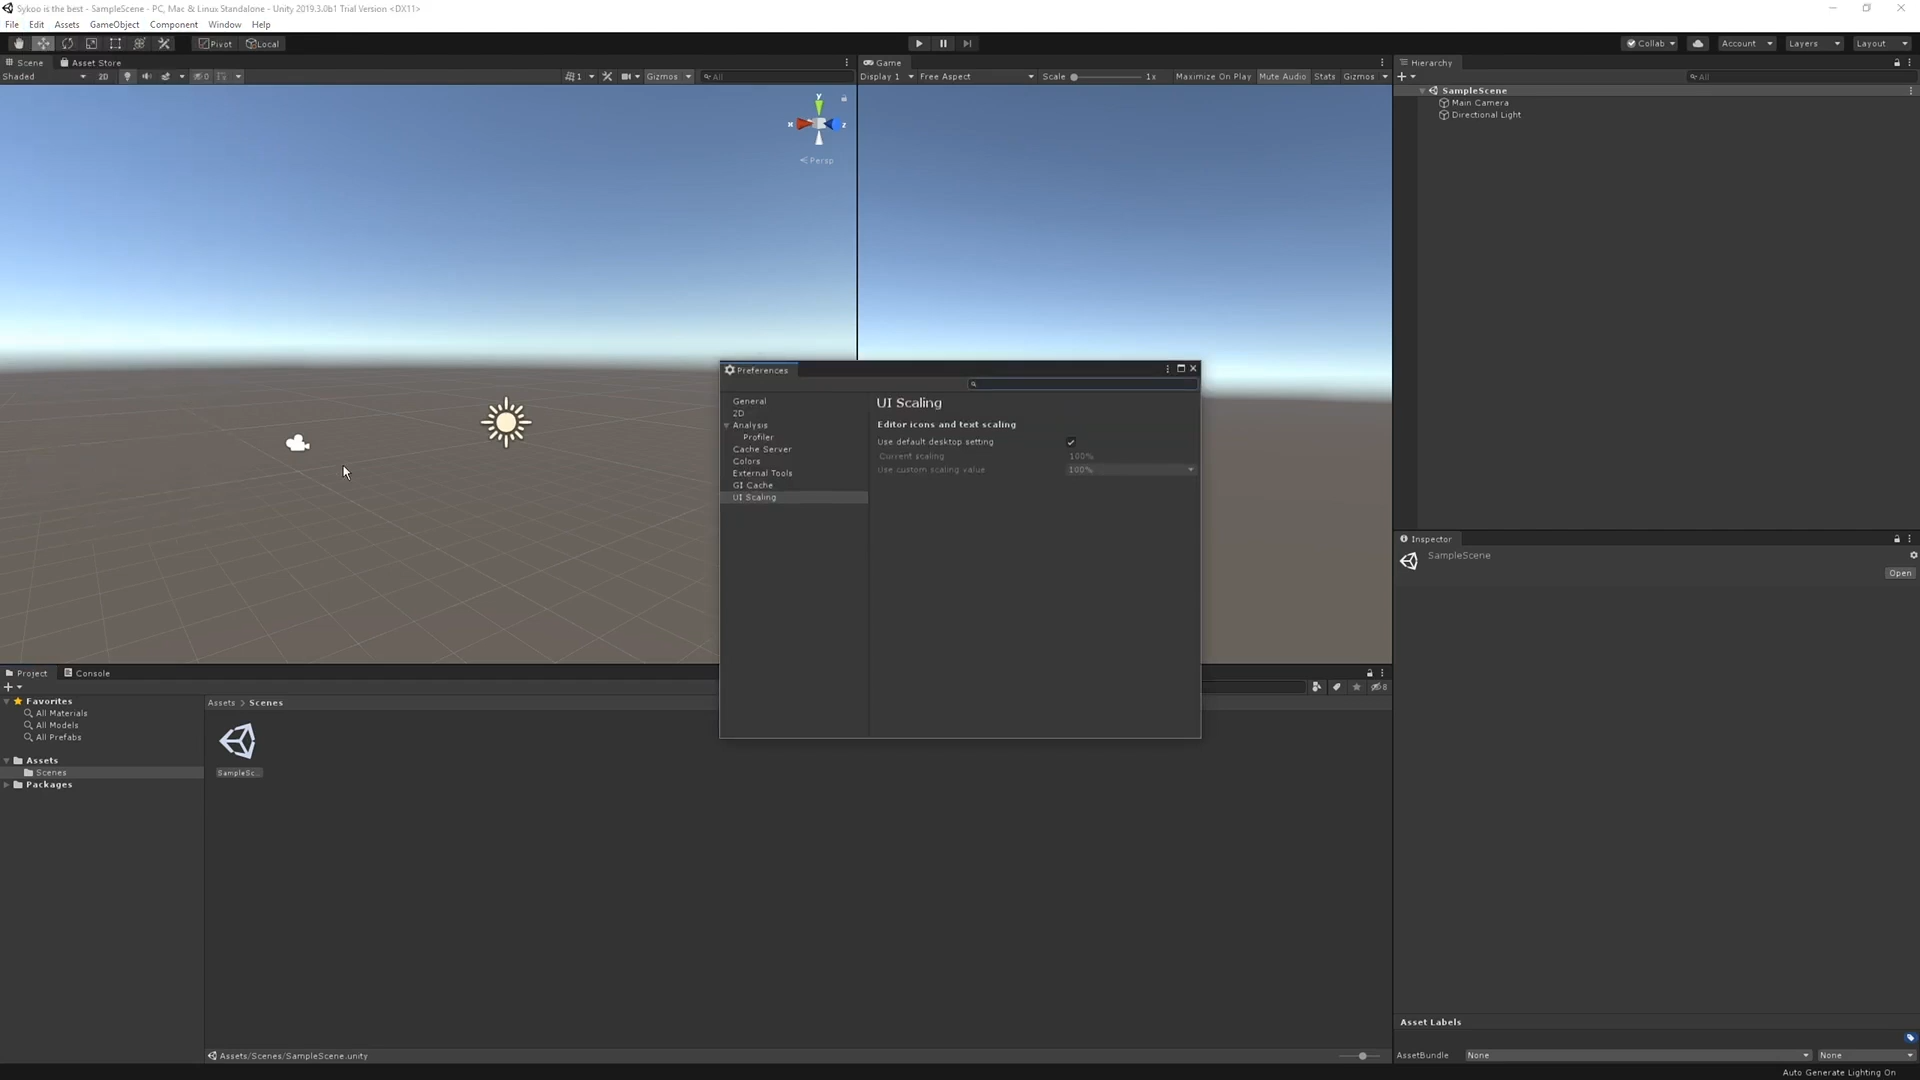 Sykoo is the best - SampleScene - PC, Mac & Linux Standalone - Unity 2019.3.0b1 Trial Version <DX11>
File Edit Assets GameObject Component Window Help
Pivot Local
Collab Account Layers Layout
Scene Asset Store
Shaded 2D 0 1 Gizmos All
y
x z
Persp
Game
Display 1 Free Aspect Scale 1x Maximize On Play Mute Audio Stats Gizmos
Hierarchy
All
SampleScene
Main Camera
Directional Light
Preferences
General
2D
Analysis
Profiler
Cache Server
Colors
External Tools
GI Cache
UI Scaling
UI Scaling
Editor icons and text scaling
Use default desktop setting
Current scaling 100%
Use custom scaling value 100%
Inspector
SampleScene
Open
Project Console
8
Favorites
All Materials
All Models
All Prefabs
Assets
Scenes
Packages
Assets > Scenes
SampleSc...
Assets/Scenes/SampleScene.unity
Asset Labels
AssetBundle None None
Auto Generate Lighting On